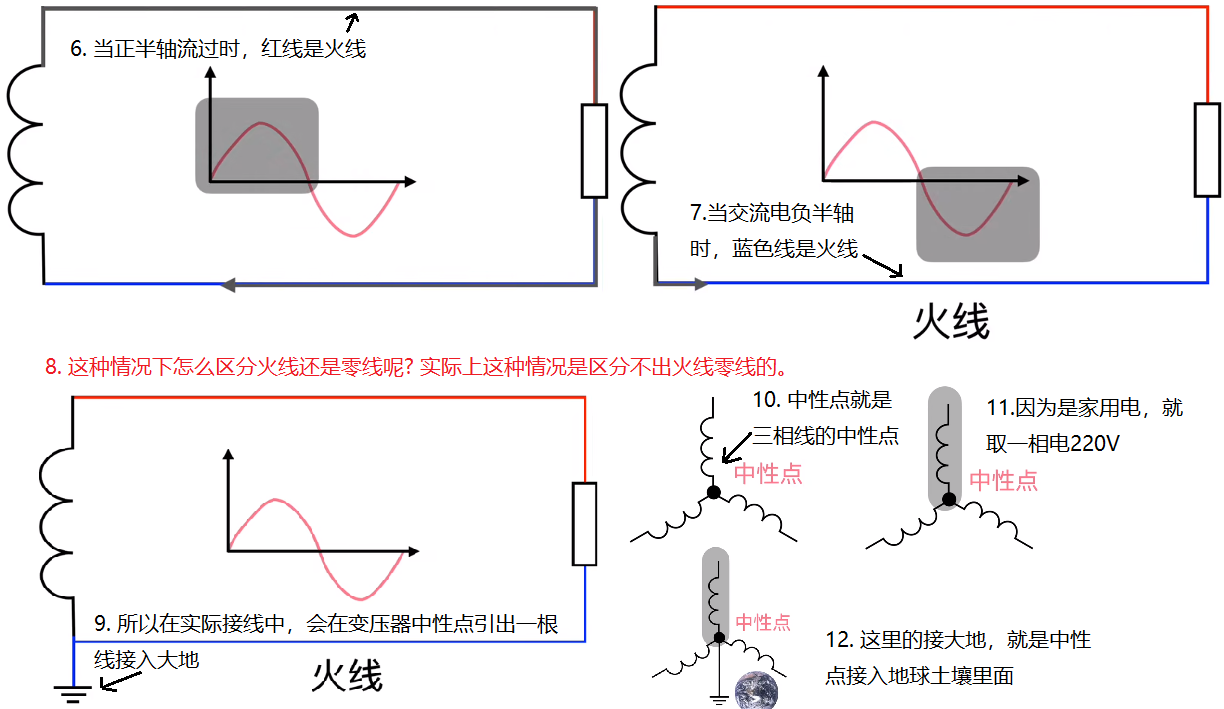 6. 当正半轴流过时，红线是火线
7.当交流电负半轴
时，蓝色线是火线
火线
8. 这种情况下怎么区分火线还是零线呢? 实际上这种情况是区分不出火线零线的。
9. 所以在实际接线中，会在变压器中性点引出一根
线接入大地
火线
10. 中性点就是
三相线的中性点
中性点
11.因为是家用电，就
取一相电220V
中性点
中性点
12. 这里的接大地，就是中性
点接入地球土壤里面